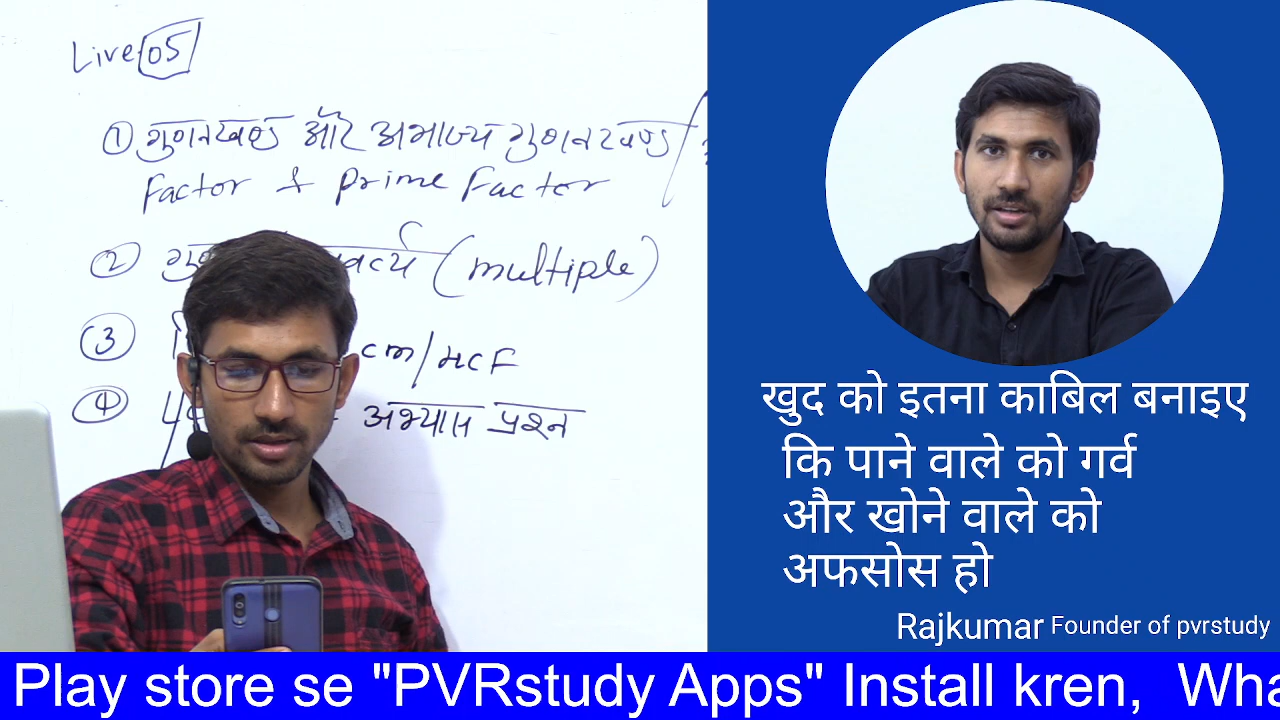 Live 05
① गुणनखण्ड और अभाज्य गुणनखण्ड /
Factor & prime Factor
② (multiple)
③ cm/HCF
④ अभ्यास प्रश्न
खुद को इतना काबिल बनाइए
कि पाने वाले को गर्व
और खोने वाले को
अफसोस हो
Rajkumar Founder of pvrstudy
Play store se "PVRstudy Apps" Install kren, Wha